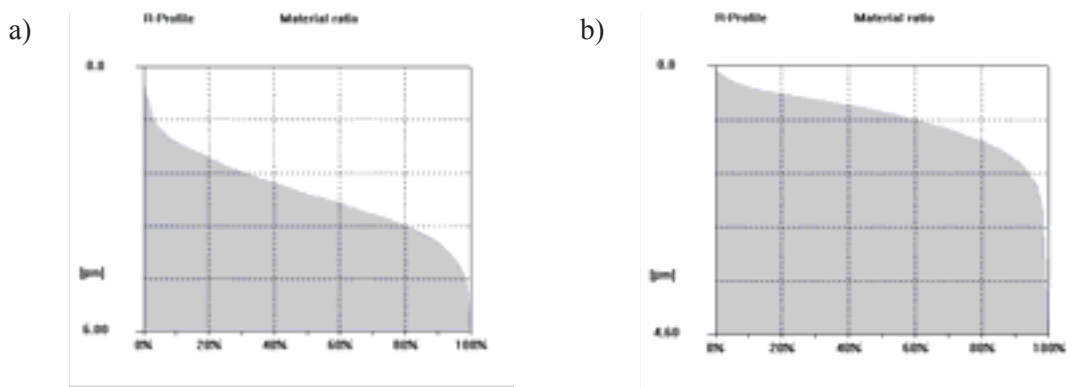 a)
R-Profile Material ratio
0.0
[µm]
6.00
0% 20% 40% 60% 80% 100%
b)
R-Profile Material ratio
0.0
[µm]
4.60
0% 20% 40% 60% 80% 100%